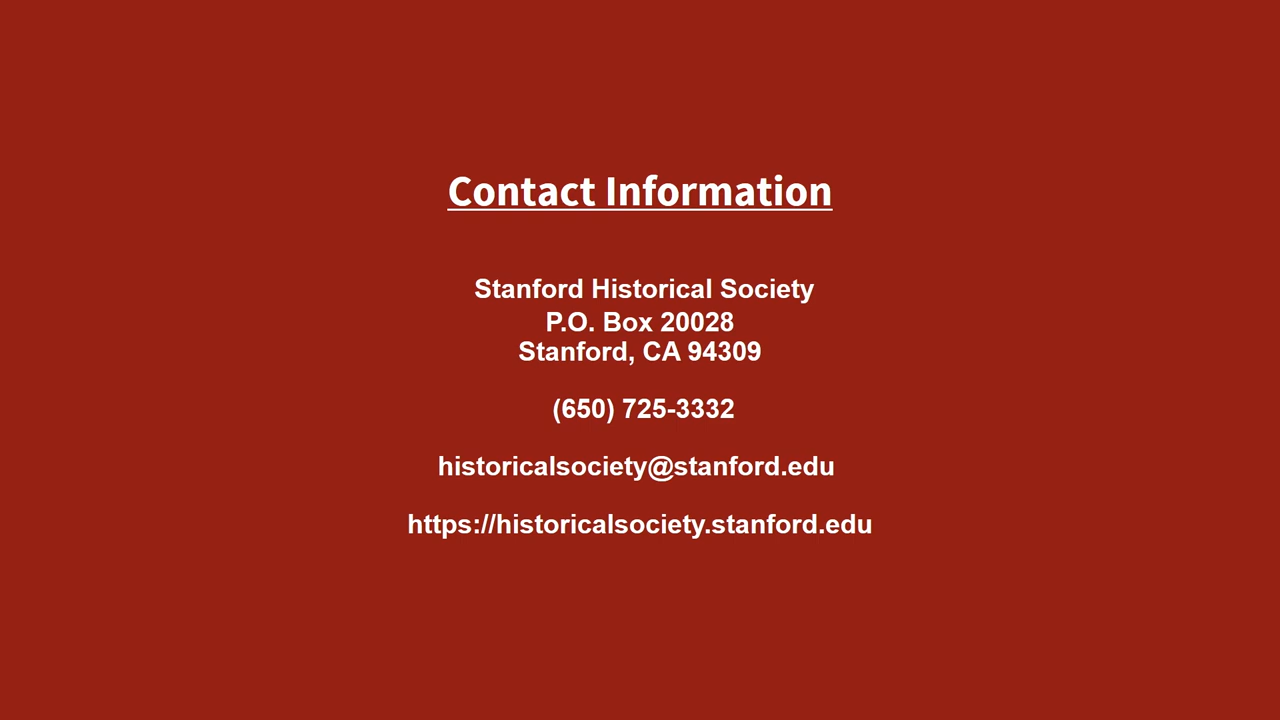 Contact Information
Stanford Historical Society
P.O. Box 20028
Stanford, CA 94309
(650) 725-3332
historicalsociety@stanford.edu
https://historicalsociety.stanford.edu